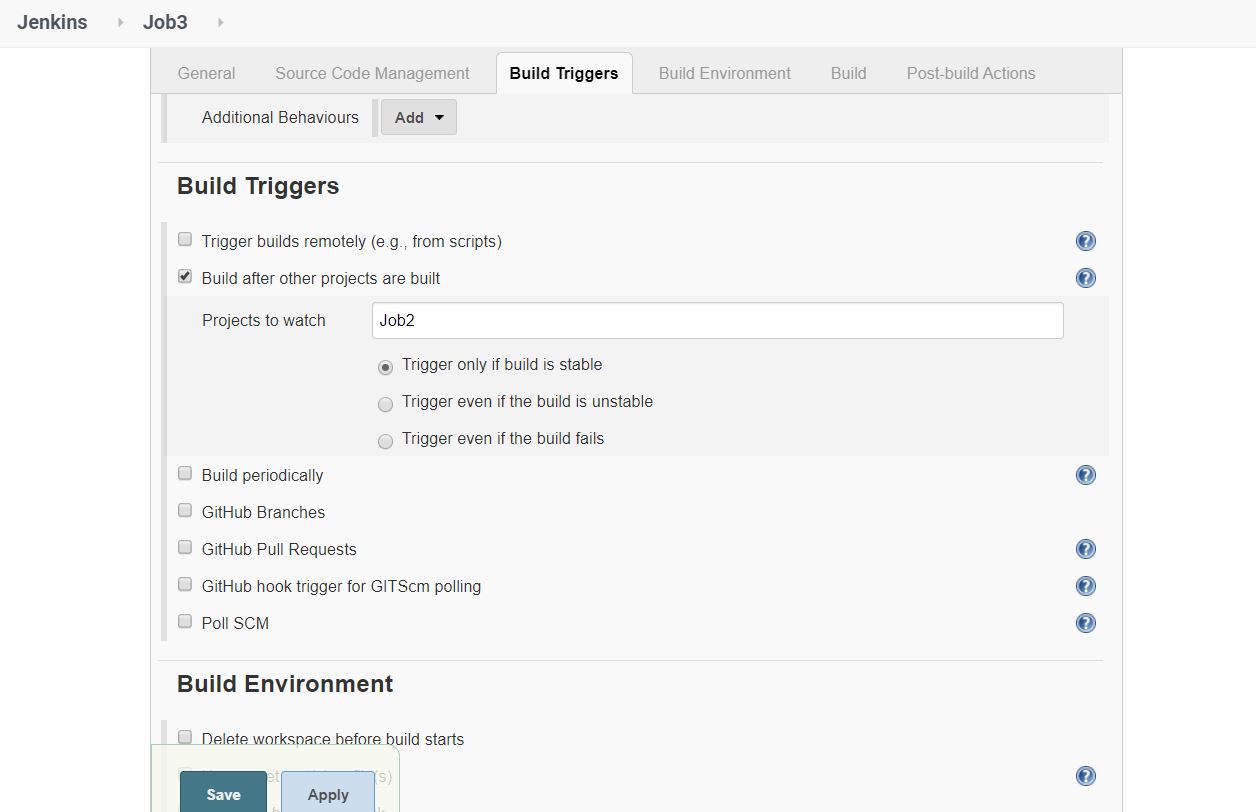 Jenkins Job3
General Source Code Management Build Triggers Build Environment Build Post-build Actions
Additional Behaviours Add
Build Triggers
Trigger builds remotely (e.g., from scripts)
Build after other projects are built
Projects to watch Job2
Trigger only if build is stable
Trigger even if the build is unstable
Trigger even if the build fails
Build periodically
GitHub Branches
GitHub Pull Requests
GitHub hook trigger for GITScm polling
Poll SCM
Build Environment
Delete workspace before build starts
Save Apply